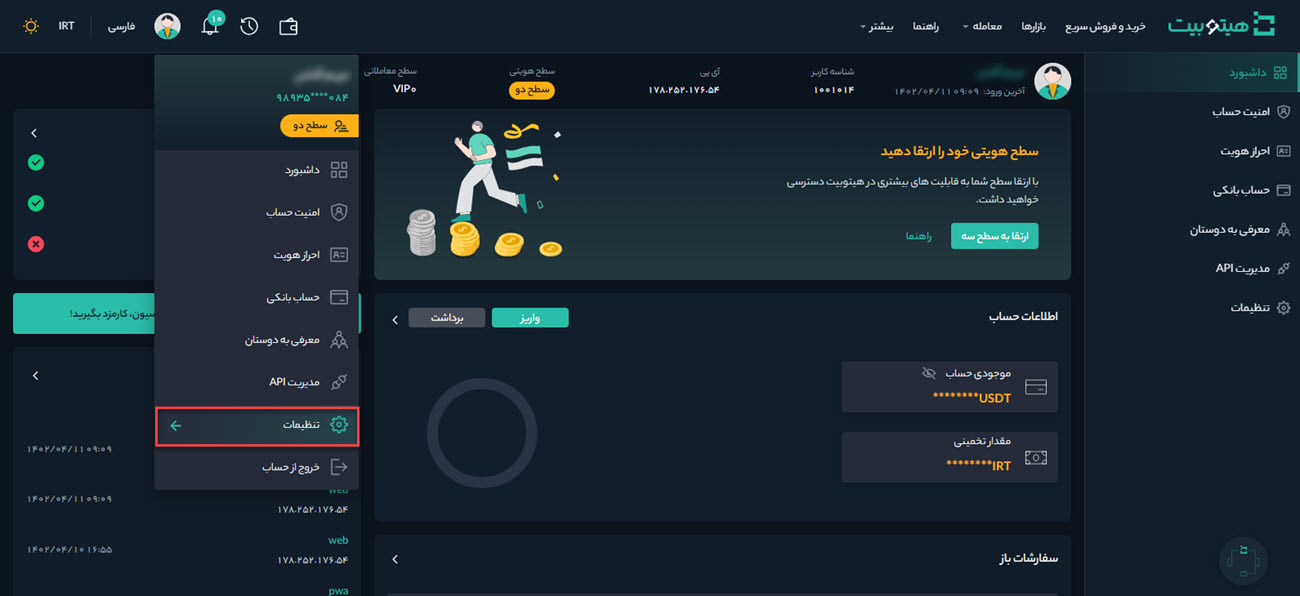 هیتوبیت
خرید و فروش سریع
بازارها
معامله
راهنما
بیشتر
۱۰
فارسی
IRT
داشبورد
امنیت حساب
احراز هویت
حساب بانکی
معرفی به دوستان
مدیریت API
تنظیمات
آخرین ورود: ۱۴۰۲/۰۴/۱۱ ۰۹:۰۹
شناسه کاربر
۱۰۰۱۰۱۴
آی پی
۱۷۸.۲۵۲.۱۷۶.۵۴
سطح هویتی
سطح دو
سطح معاملاتی
VIP۰
سطح هویتی خود را ارتقا دهید
با ارتقا سطح شما به قابلیت های بیشتری در هیتوبیت دسترسی
خواهید داشت.
ارتقا به سطح سه
راهنما
اطلاعات حساب
واریز
برداشت
موجودی حساب
********USDT
مقدار تخمینی
********IRT
سفارشات باز
۹۸۹۳۵****۰۸۴
سطح دو
داشبورد
امنیت حساب
احراز هویت
حساب بانکی
معرفی به دوستان
مدیریت API
تنظیمات
خروج از حساب
کارمزد بگیرید!
۱۴۰۲/۰۴/۱۱ ۰۹:۰۹
web
۱۴۰۲/۰۴/۱۱ ۰۹:۰۹
۱۷۸.۲۵۲.۱۷۶.۵۴
web
۱۴۰۲/۰۴/۱۰ ۱۶:۵۵
۱۷۸.۲۵۲.۱۷۶.۵۴
pwa